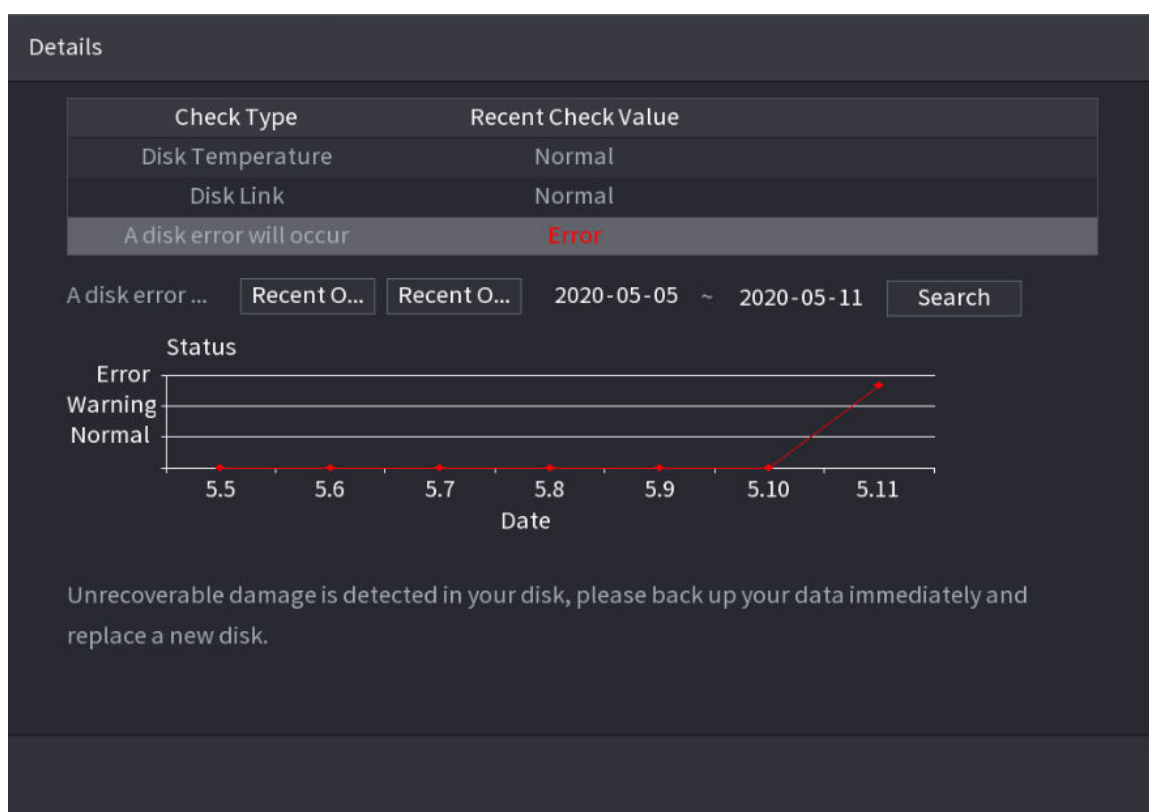 Details
Check Type Recent Check Value
Disk Temperature Normal
Disk Link Normal
A disk error will occur Error
A disk error ... Recent O... Recent O... 2020-05-05 ~ 2020-05-11 Search
Status
Error
Warning
Normal
5.5 5.6 5.7 5.8 5.9 5.10 5.11
Date
Unrecoverable damage is detected in your disk, please back up your data immediately and
replace a new disk.